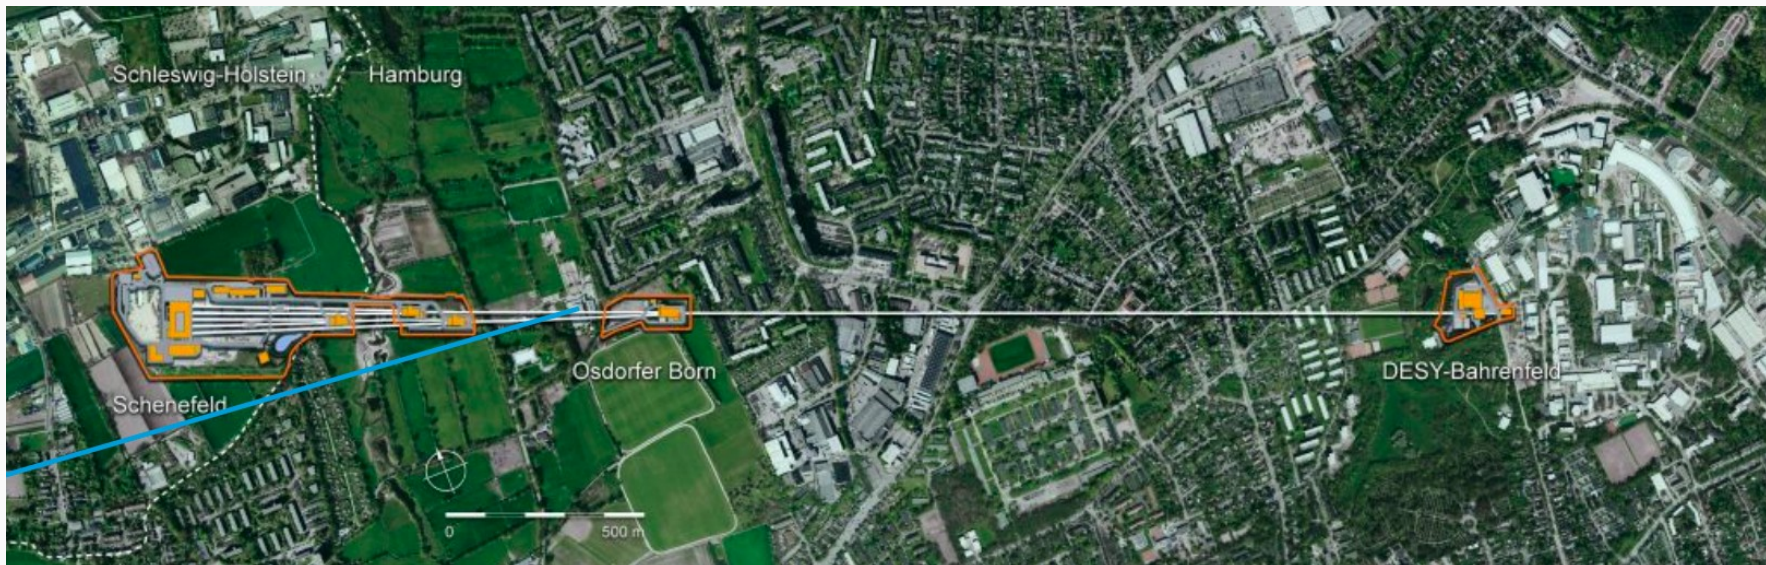 Schleswig-Holstein
Hamburg
Osdorfer Born
DESY-Bahrenfeld
Schenefeld
0
500 m